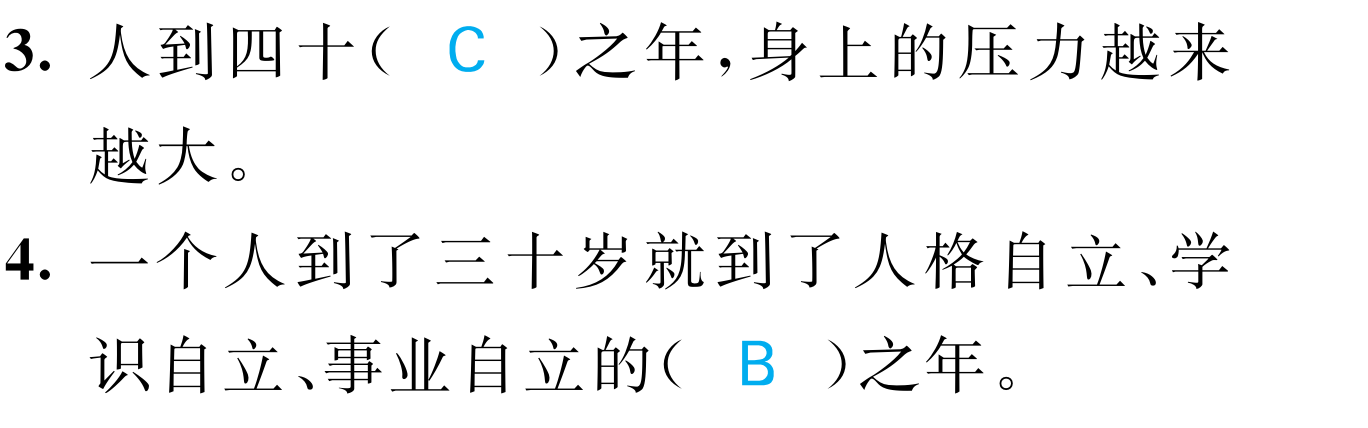 3. 人到四十( C )之年,身上的压力越来
越大。
4. 一个人到了三十岁就到了人格自立、学
识自立、事业自立的( B )之年。